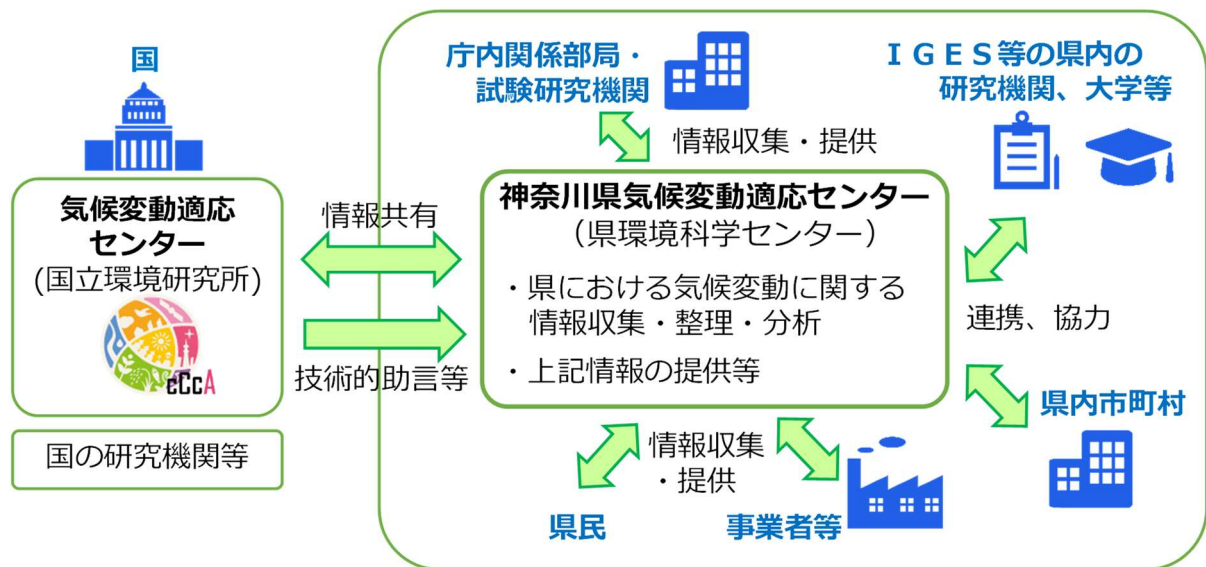 国
気候変動適応
センター
(国立環境研究所)
cCcA
国の研究機関等
情報共有
技術的助言等
庁内関係部局・
試験研究機関
情報収集・提供
ＩＧＥＳ等の県内の
研究機関、大学等
神奈川県気候変動適応センター
（県環境科学センター）
・県における気候変動に関する
情報収集・整理・分析
・上記情報の提供等
連携、協力
県内市町村
情報収集
・提供
県民
事業者等